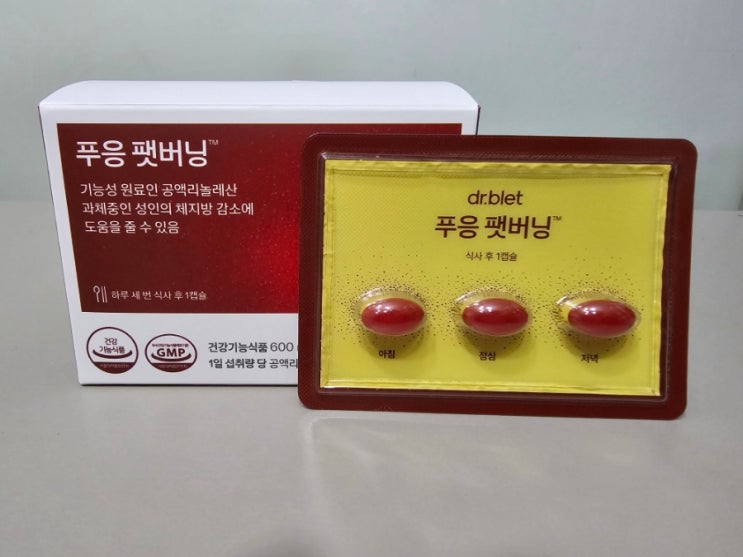 푸응 팻버닝™
기능성 원료인 공액리놀레산
과체중인 성인의 체지방 감소에
도움을 줄 수 있음
하루 세 번 식사 후 1캡슐
건강
기능식품
GMP
건강기능식품 600
1일 섭취량 당 공액리
dr.blet
푸응 팻버닝™
식사 후 1캡슐
아침
점심
저녁